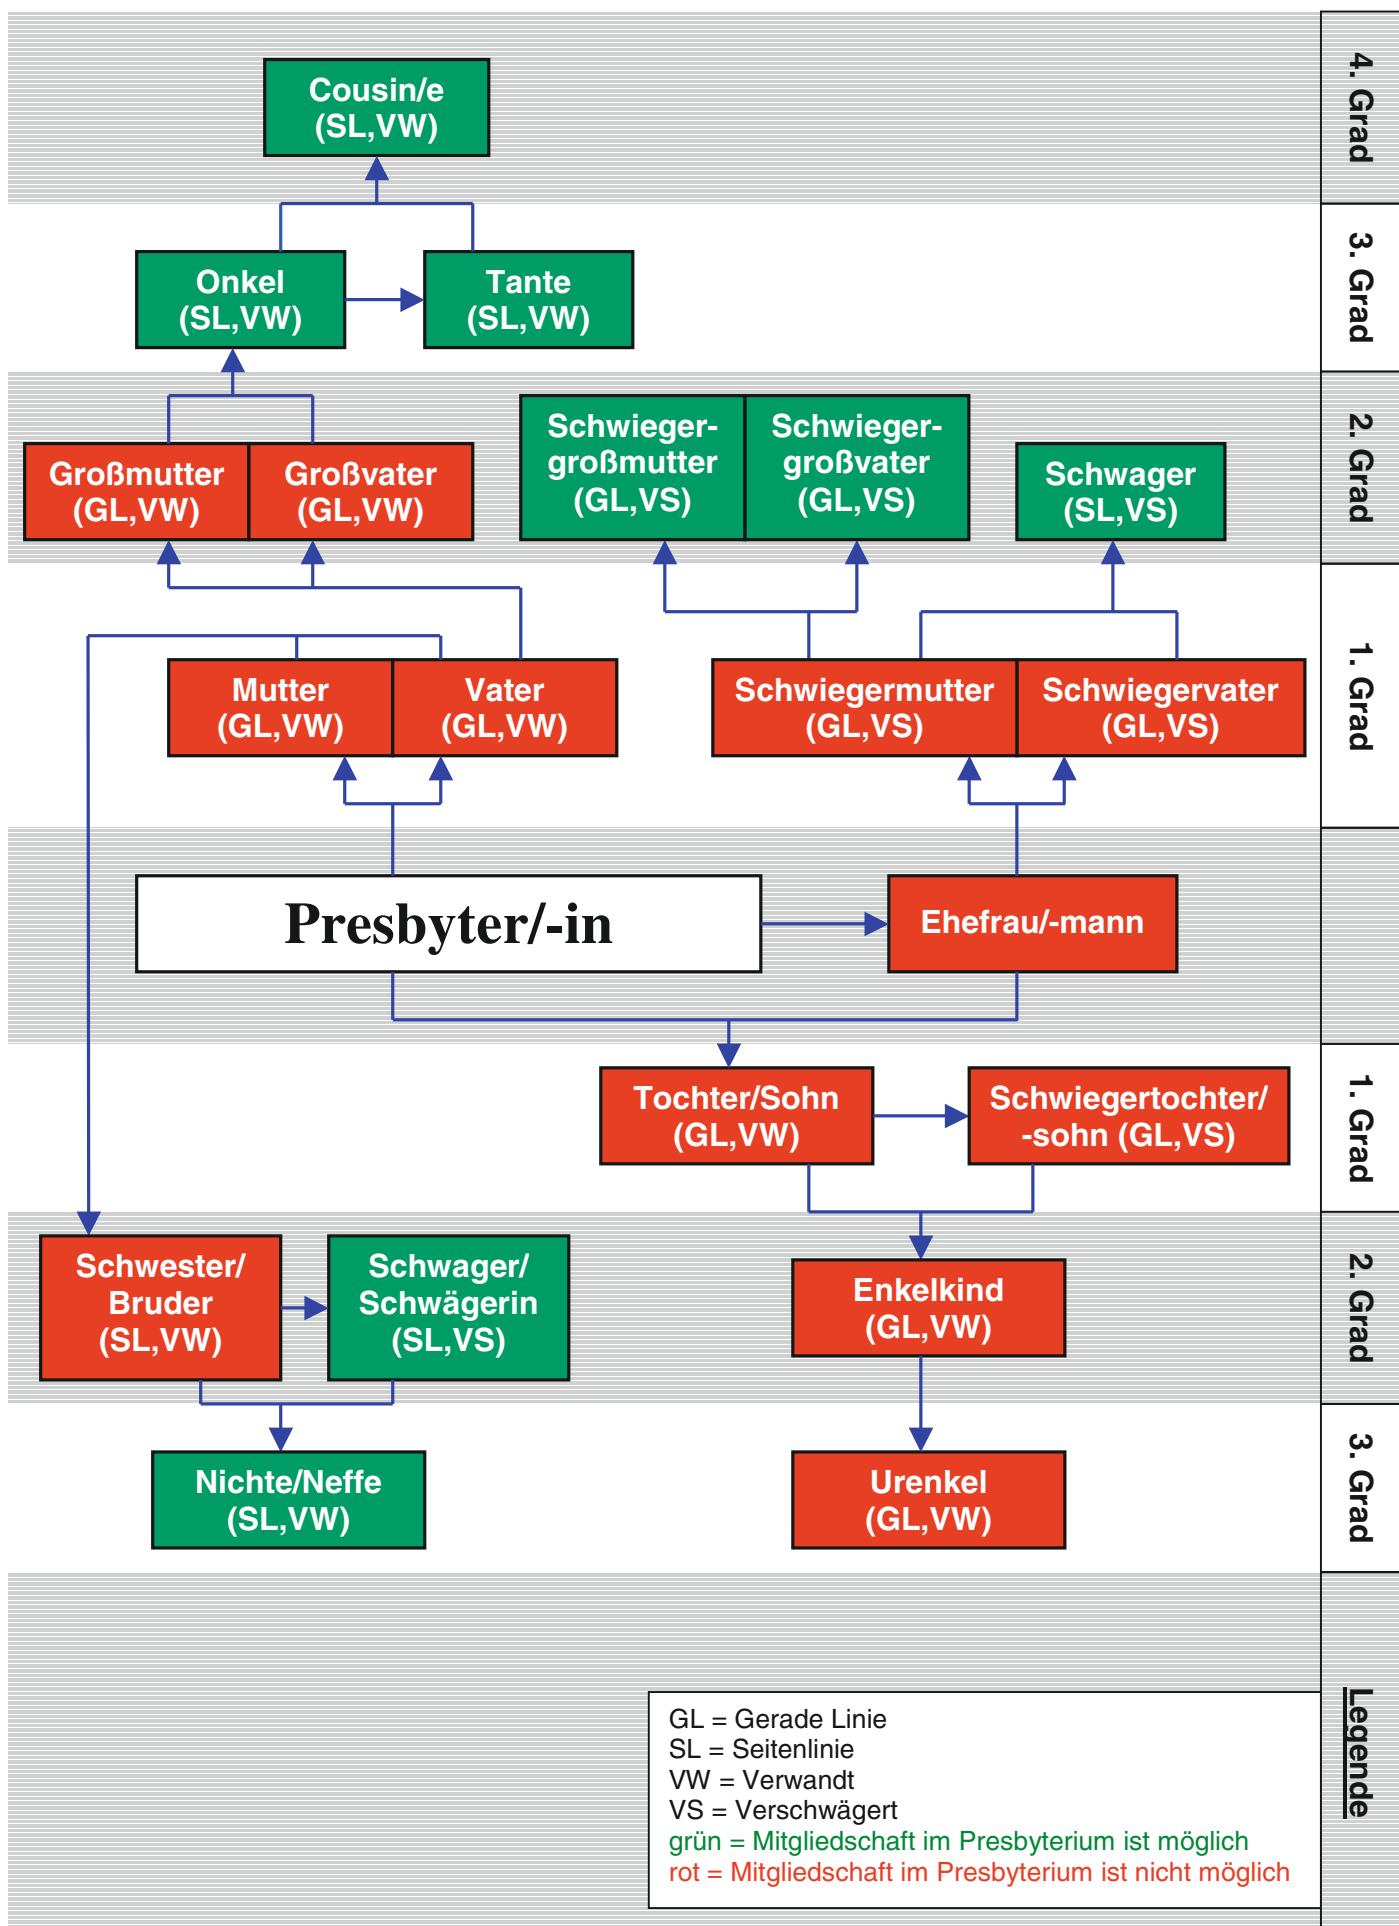 4. Grad
Cousin/e
(SL,VW)
3. Grad
Onkel
(SL,VW)
Tante
(SL,VW)
2. Grad
Großmutter
(GL,VW)
Großvater
(GL,VW)
Schwieger-
großmutter
(GL,VS)
Schwieger-
großvater
(GL,VS)
Schwager
(SL,VS)
1. Grad
Mutter
(GL,VW)
Vater
(GL,VW)
Schwiegermutter
(GL,VS)
Schwiegervater
(GL,VS)
Presbyter/-in
Ehefrau/-mann
1. Grad
Tochter/Sohn
(GL,VW)
Schwiegertochter/
-sohn (GL,VS)
2. Grad
Schwester/
Bruder
(SL,VW)
Schwager/
Schwägerin
(SL,VS)
Enkelkind
(GL,VW)
3. Grad
Nichte/Neffe
(SL,VW)
Urenkel
(GL,VW)
Legende
GL = Gerade Linie
SL = Seitenlinie
VW = Verwandt
VS = Verschwägert
grün = Mitgliedschaft im Presbyterium ist möglich
rot = Mitgliedschaft im Presbyterium ist nicht möglich